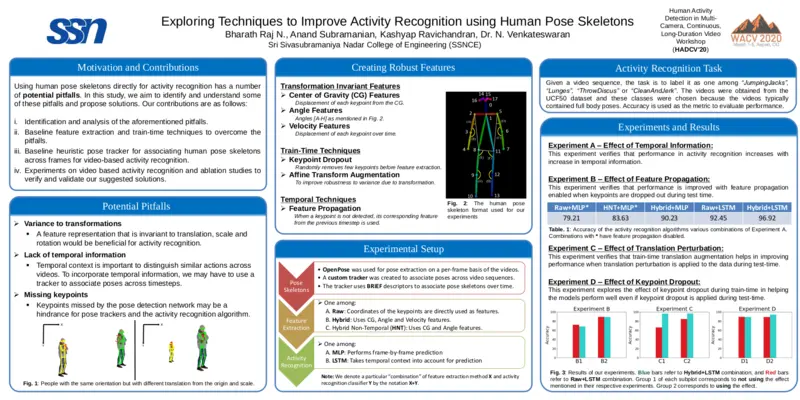 Exploring Techniques to Improve Activity Recognition using Human Pose Skeletons
Bharath Raj N., Anand Subramanian, Kashyap Ravichandran, Dr. N. Venkateswaran
Sri Sivasubramaniya Nadar College of Engineering (SSNCE)
ssn
Human Activity
Detection in Multi-
Camera, Continuous,
Long-Duration Video
Workshop
(HADCV'20)
WACV 2020
Motivation and Contributions
Using human pose skeletons directly for activity recognition has a number
of potential pitfalls. In this study, we aim to identify and understand some
of these pitfalls and propose solutions. Our contributions are as follows:
i. Identification and analysis of the aforementioned pitfalls.
ii. Baseline feature extraction and train-time techniques to overcome the
pitfalls.
iii. Baseline heuristic pose tracker for associating human pose skeletons
across frames for video-based activity recognition.
iv. Experiments on video based activity recognition and ablation studies to
verify and validate our suggested solutions.
Potential Pitfalls
➤ Variance to transformations
• A feature representation that is invariant to translation, scale and
rotation would be beneficial for activity recognition.
➤ Lack of temporal information
• Temporal context is important to distinguish similar actions across
videos. To incorporate temporal information, we may have to use a
tracker to associate poses across timesteps.
➤ Missing keypoints
• Keypoints missed by the pose detection network may be a
hindrance for pose trackers and the activity recognition algorithm.
Fig. 1: People with the same orientation but with different translation from the origin and scale.
Creating Robust Features
Transformation Invariant Features
➤ Center of Gravity (CG) Features
Displacement of each keypoint from the CG.
➤ Angle Features
Angles [A-H] as mentioned in Fig. 2.
➤ Velocity Features
Displacement of each keypoint over time.
Train-Time Techniques
➤ Keypoint Dropout
Randomly removes few keypoints before feature extraction.
➤ Affine Transform Augmentation
To improve robustness to variance due to transformation.
Temporal Techniques
➤ Feature Propagation
When a keypoint is not detected, its corresponding feature
from the previous timestep is used.
Fig. 2: The human pose
skeleton format used for our
experiments
Experimental Setup
Pose
Skeletons
• OpenPose was used for pose extraction on a per-frame basis of the videos.
• A custom tracker was created to associate poses across video sequences.
• The tracker uses BRIEF descriptors to associate pose skeletons over time.
Feature
Extraction
➤ One among:
A. Raw: Coordinates of the keypoints are directly used as features.
B. Hybrid: Uses CG, Angle and Velocity features.
C. Hybrid Non-Temporal (HNT): Uses CG and Angle features.
Activity
Recognition
➤ One among:
A. MLP: Performs frame-by-frame prediction
B. LSTM: Takes temporal context into account for prediction
Note: We denote a particular "combination" of feature extraction method X and activity
recognition classifier Y by the notation X+Y.
Activity Recognition Task
Given a video sequence, the task is to label it as one among "JumpingJacks",
"Lunges", "ThrowDiscus" or "CleanAndJerk". The videos were obtained from the
UCF50 dataset and these classes were chosen because the videos typically
contained full body poses. Accuracy is used as the metric to evaluate performance.
Experiments and Results
Experiment A – Effect of Temporal Information:
This experiment verifies that performance in activity recognition increases with
increase in temporal information.
Experiment B – Effect of Feature Propagation:
This experiment verifies that performance is improved with feature propagation
enabled when keypoints are dropped out during test time.
Raw+MLP* HNT+MLP* Hybrid+MLP Raw+LSTM Hybrid+LSTM
79.21 83.63 90.23 92.45 96.92
Table. 1: Accuracy of the activity recognition algorithms various combinations of Experiment A.
Combinations with * have feature propagation disabled.
Experiment C – Effect of Translation Perturbation:
This experiment verifies that train-time translation augmentation helps in improving
performance when translation perturbation is applied to the data during test-time.
Experiment D – Effect of Keypoint Dropout:
This experiment explores the effect of keypoint dropout during train-time in helping
the models perform well even if keypoint dropout is applied during test-time.
Experiment B Experiment C Experiment D
Accuracy Accuracy Accuracy
B1 B2 C1 C2 D1 D2
Fig. 3: Results of our experiments. Blue bars refer to Hybrid+LSTM combination, and Red bars
refer to Raw+LSTM combination. Group 1 of each subplot corresponds to not using the effect
mentioned in their respective experiments. Group 2 corresponds to using the effect.